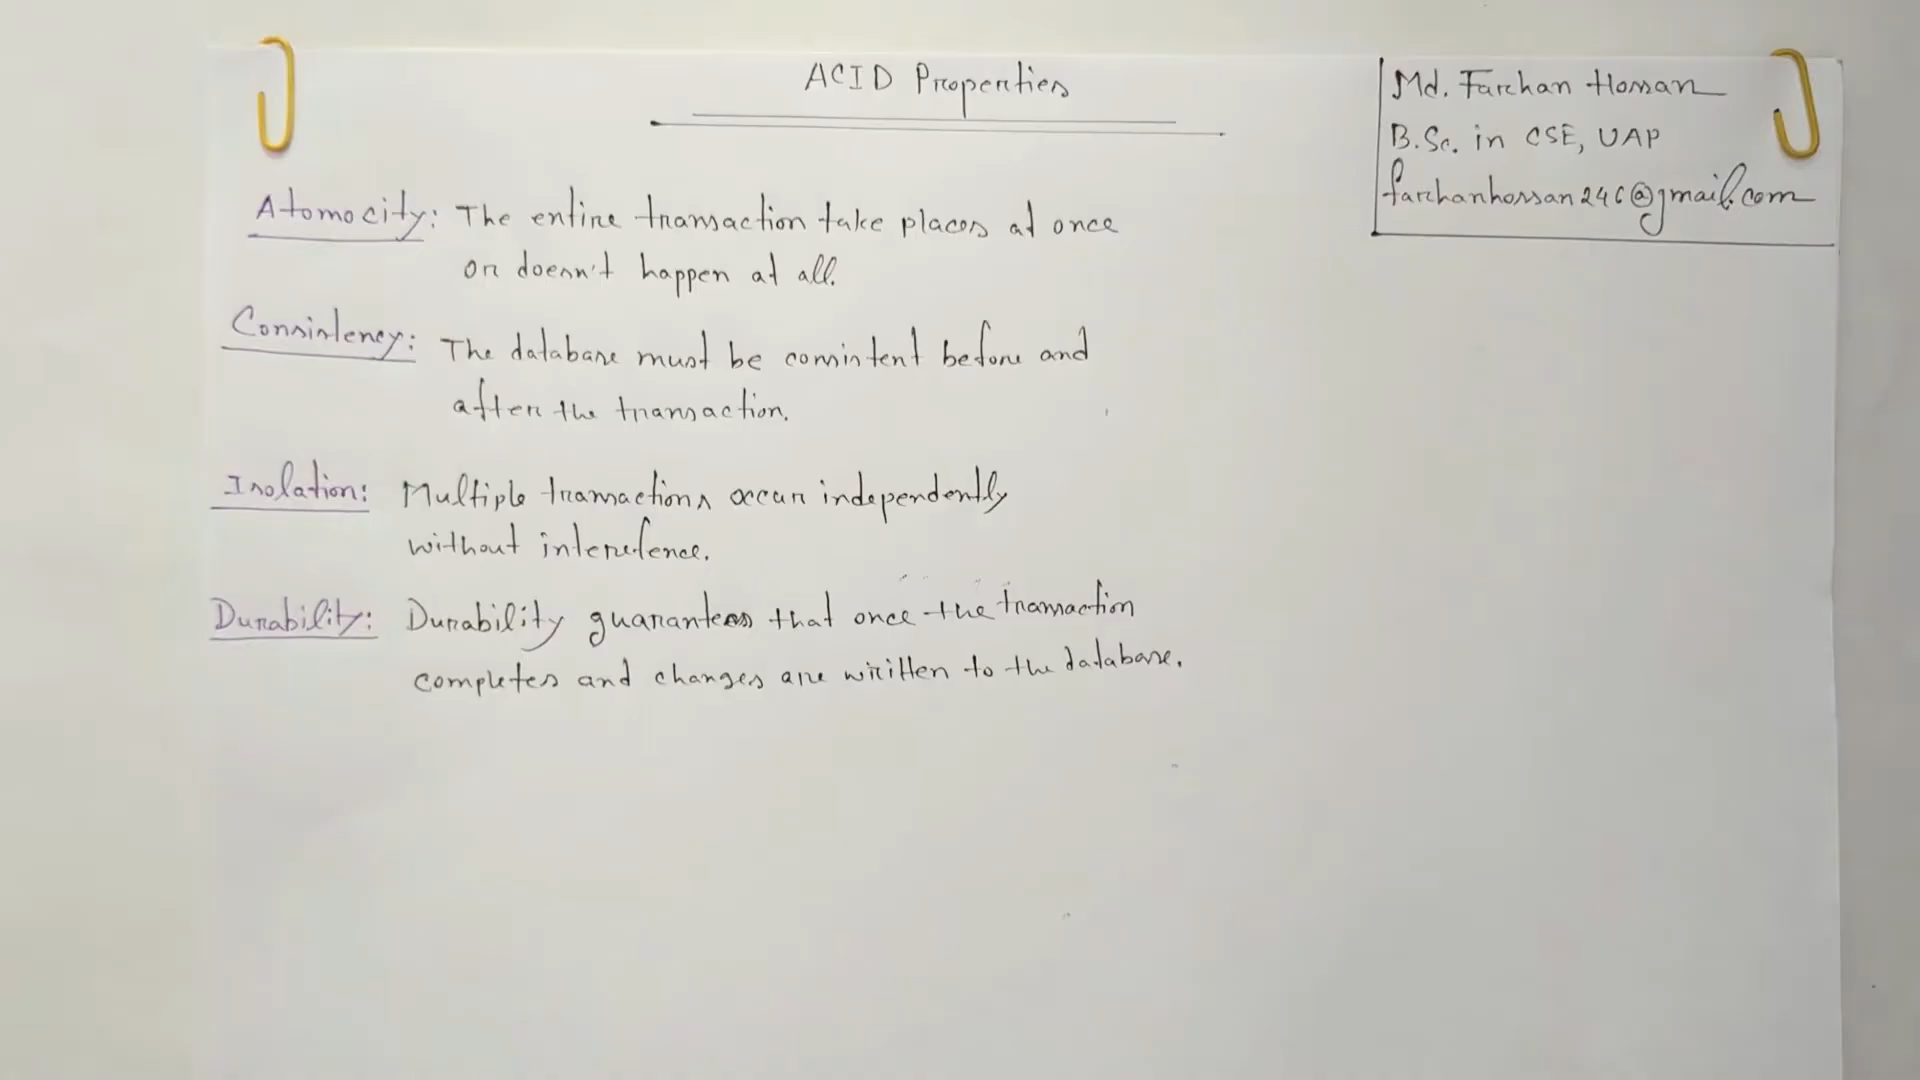 ACID Properties
Md. Farhan Hossan
B.Sc. in CSE, UAP
farhanhossan246@gmail.com
Atomocity: The entire transaction take places at once
or doesn't happen at all.
Consistency: The database must be consistent before and
after the transaction.
Isolation: Multiple transactions occur independently
without interefence.
Durability: Durability guarantees that once the transaction
completes and changes are written to the database.